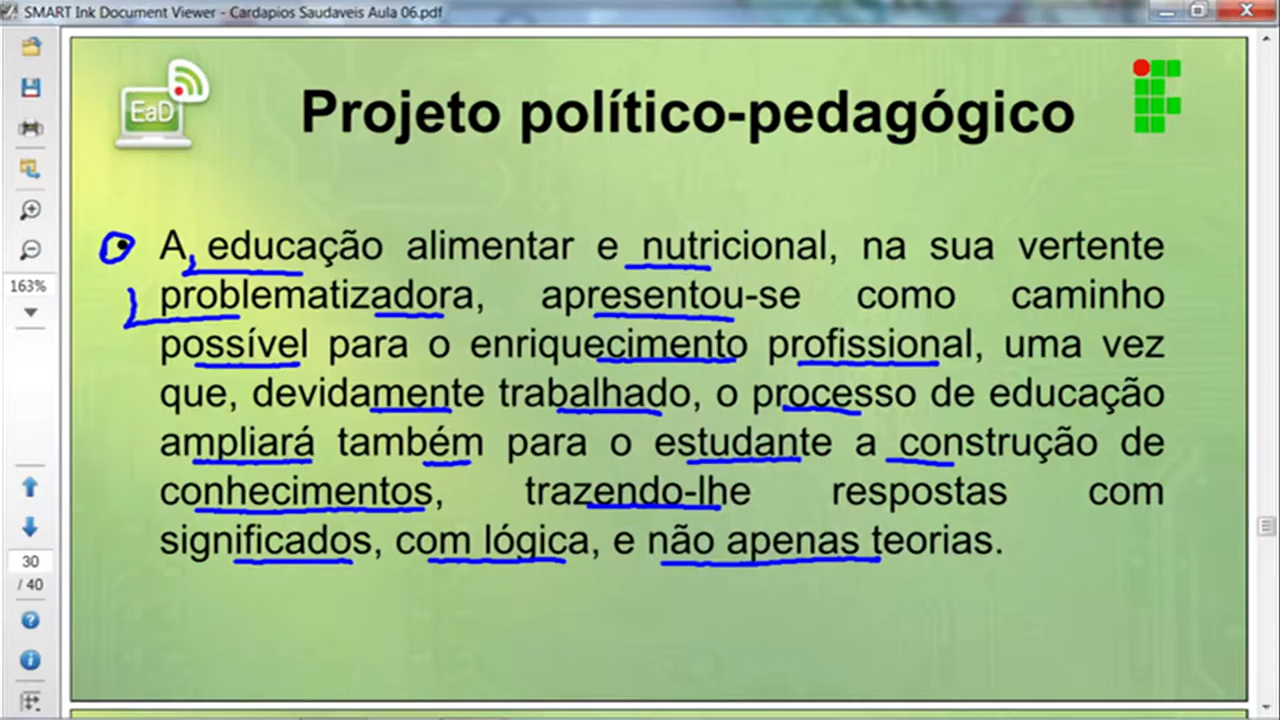 SMART Ink Document Viewer - Cardapios Saudaveis Aula 06.pdf
EaD
Projeto político-pedagógico
• A educação alimentar e nutricional, na sua vertente
problematizadora, apresentou-se como caminho
possível para o enriquecimento profissional, uma vez
que, devidamente trabalhado, o processo de educação
ampliará também para o estudante a construção de
conhecimentos, trazendo-lhe respostas com
significados, com lógica, e não apenas teorias.
163%
30
/ 40